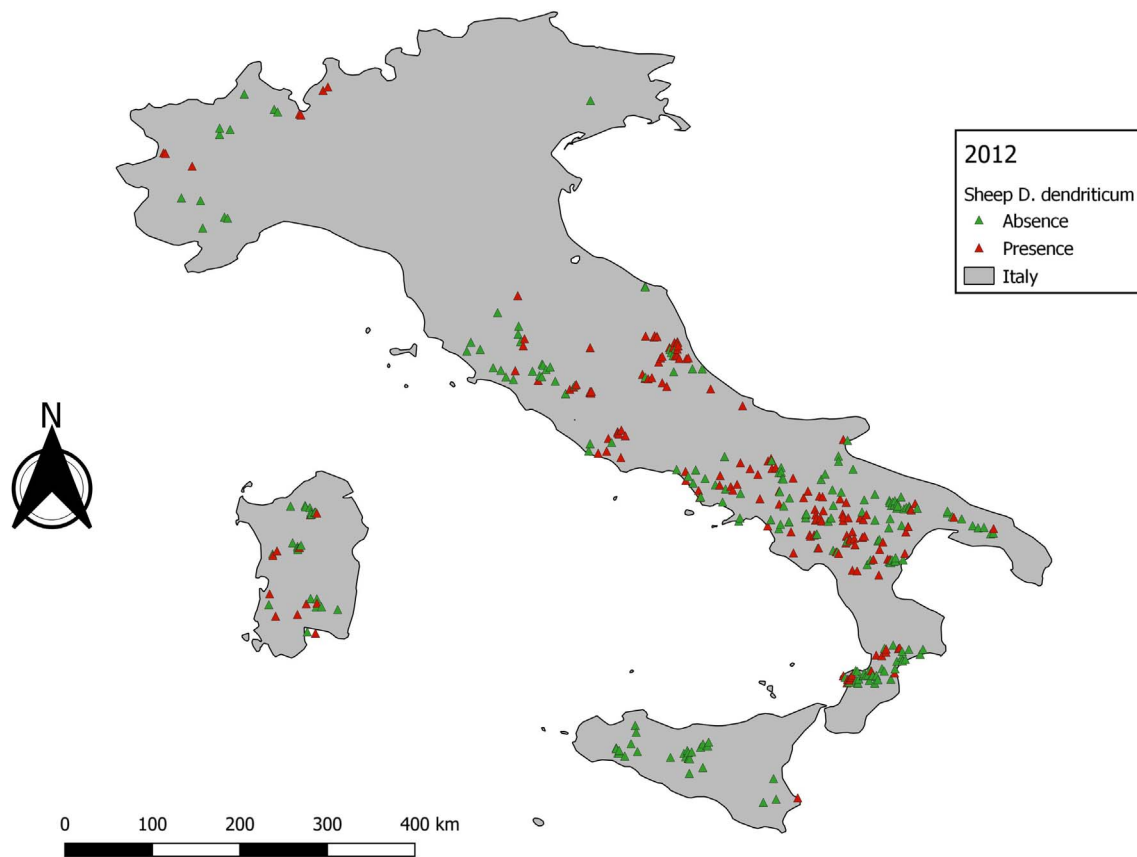 2012
Sheep D. dendriticum
Absence
Presence
Italy
N
0 100 200 300 400 km